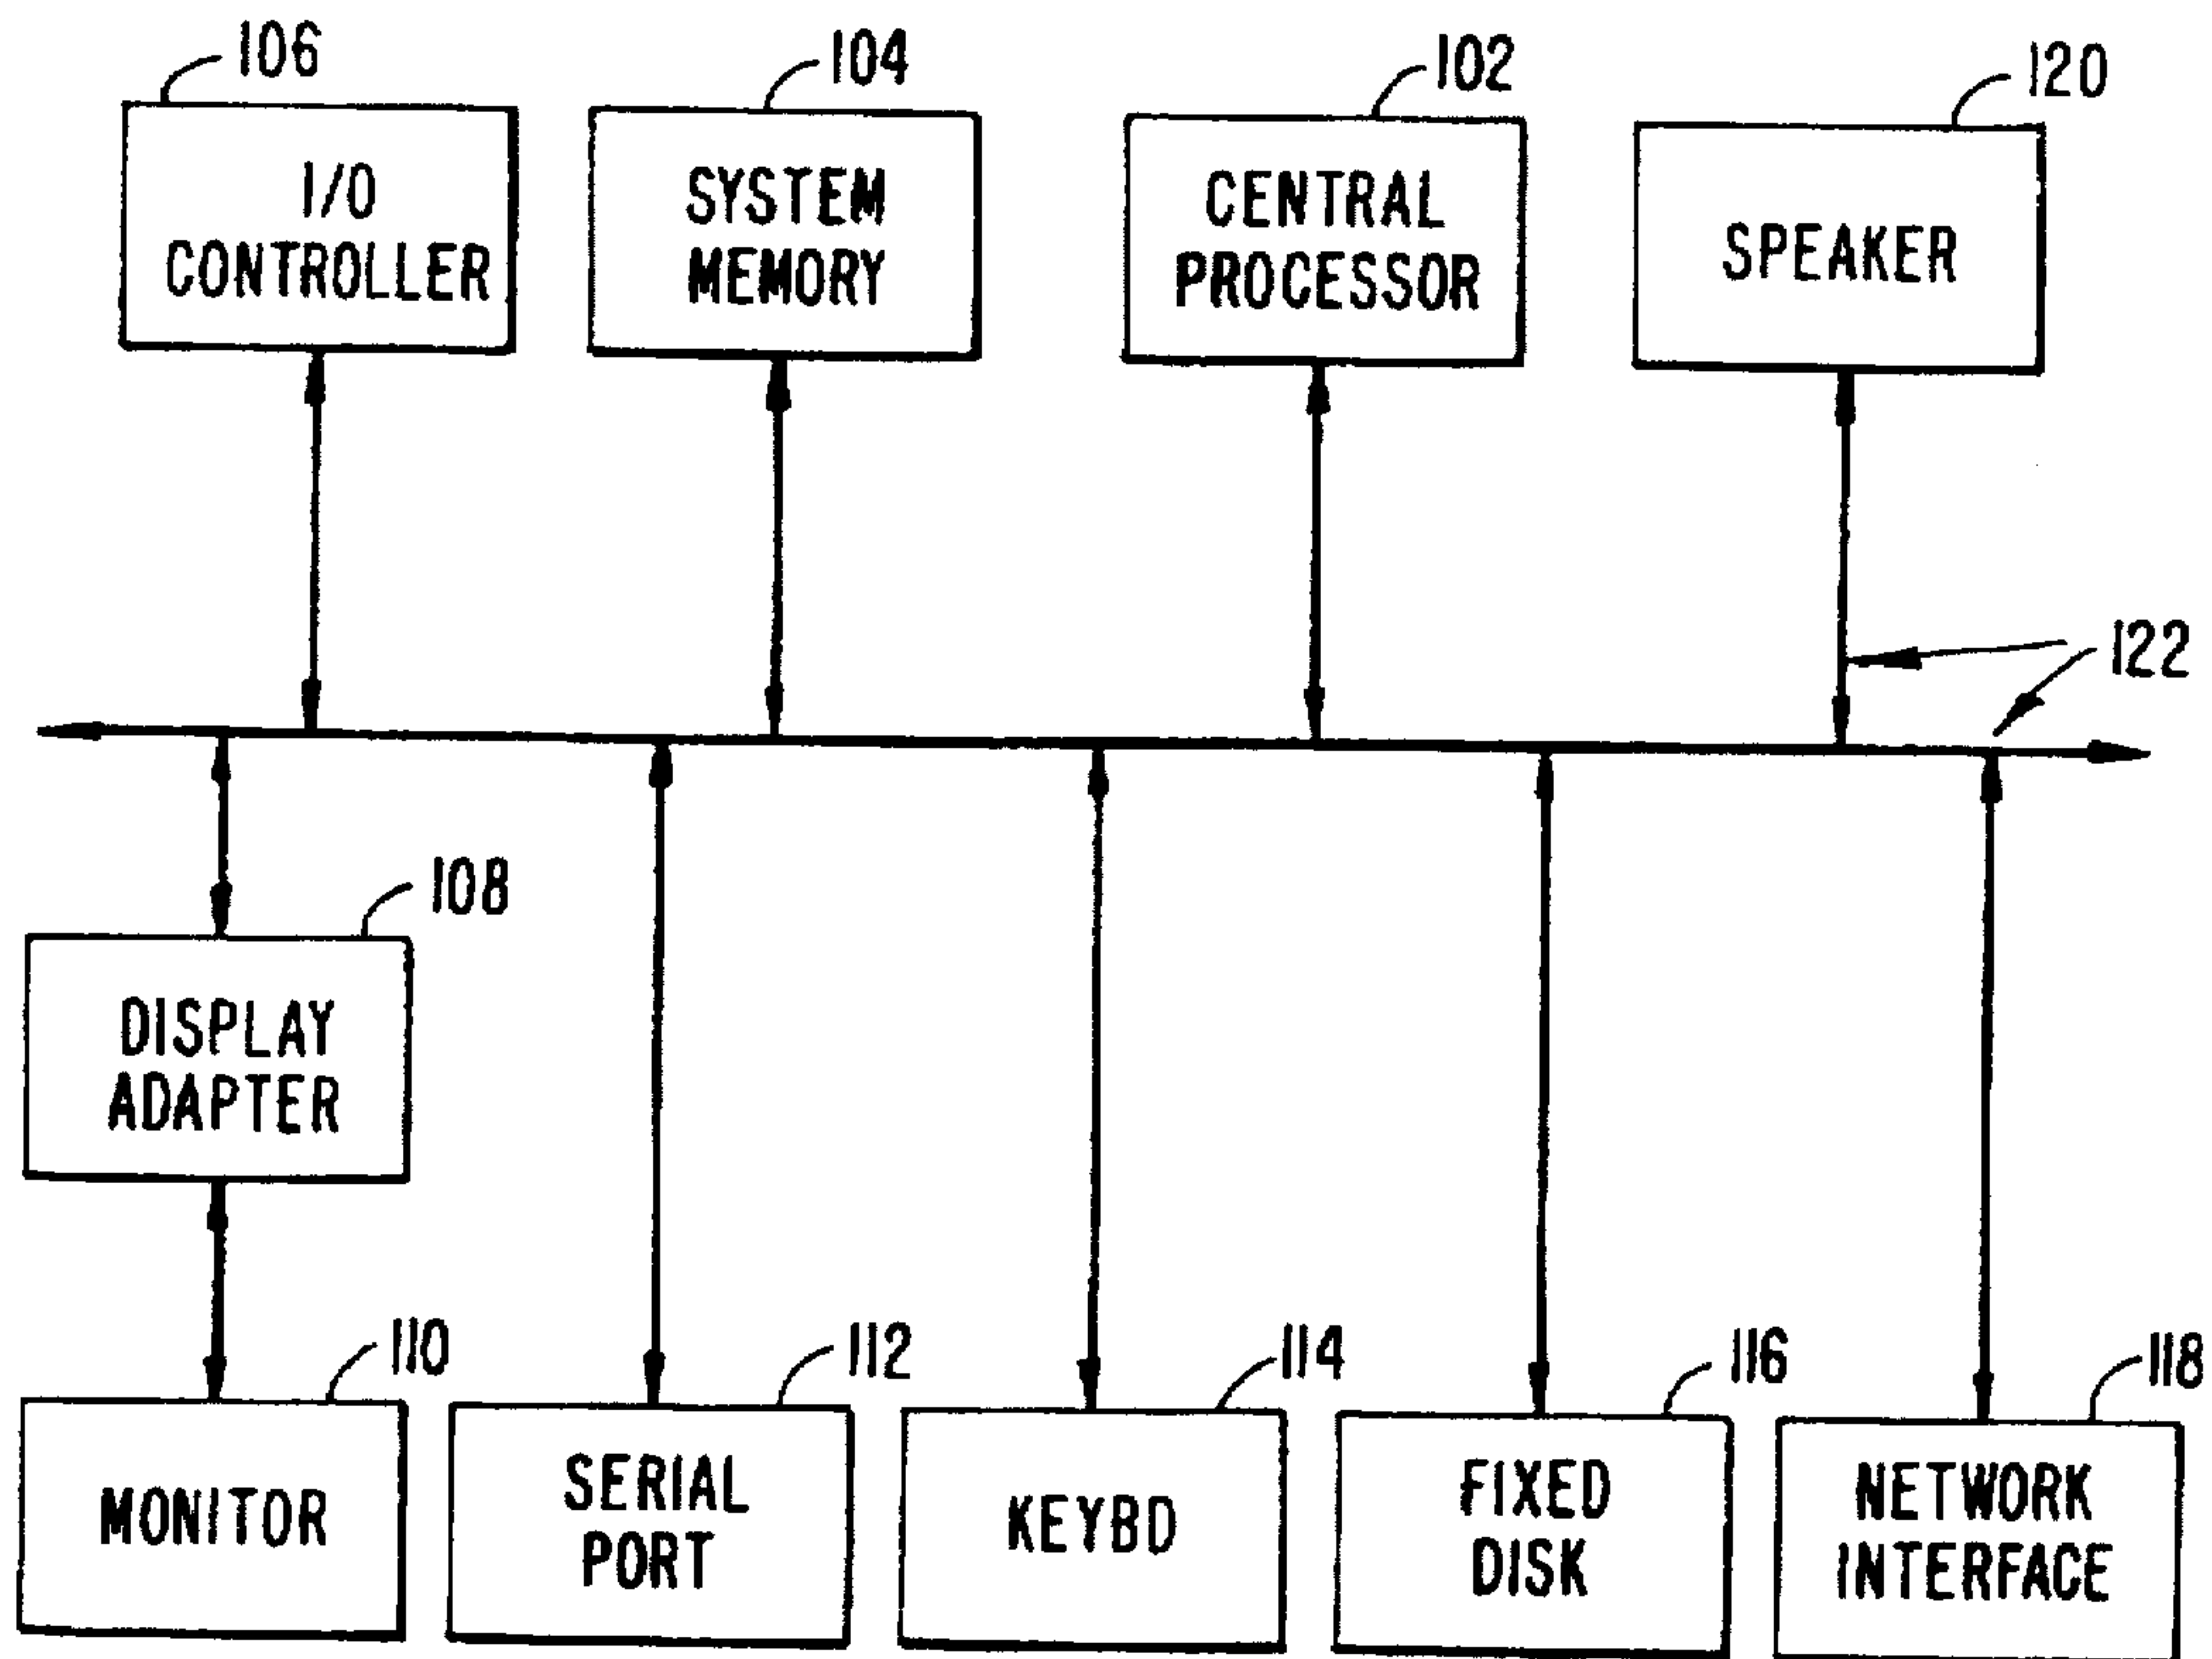 106
104
102
120
I/O
CONTROLLER
SYSTEM
MEMORY
CENTRAL
PROCESSOR
SPEAKER
122
108
DISPLAY
ADAPTER
110
112
114
116
118
MONITOR
SERIAL
PORT
KEYBD
FIXED
DISK
NETWORK
INTERFACE